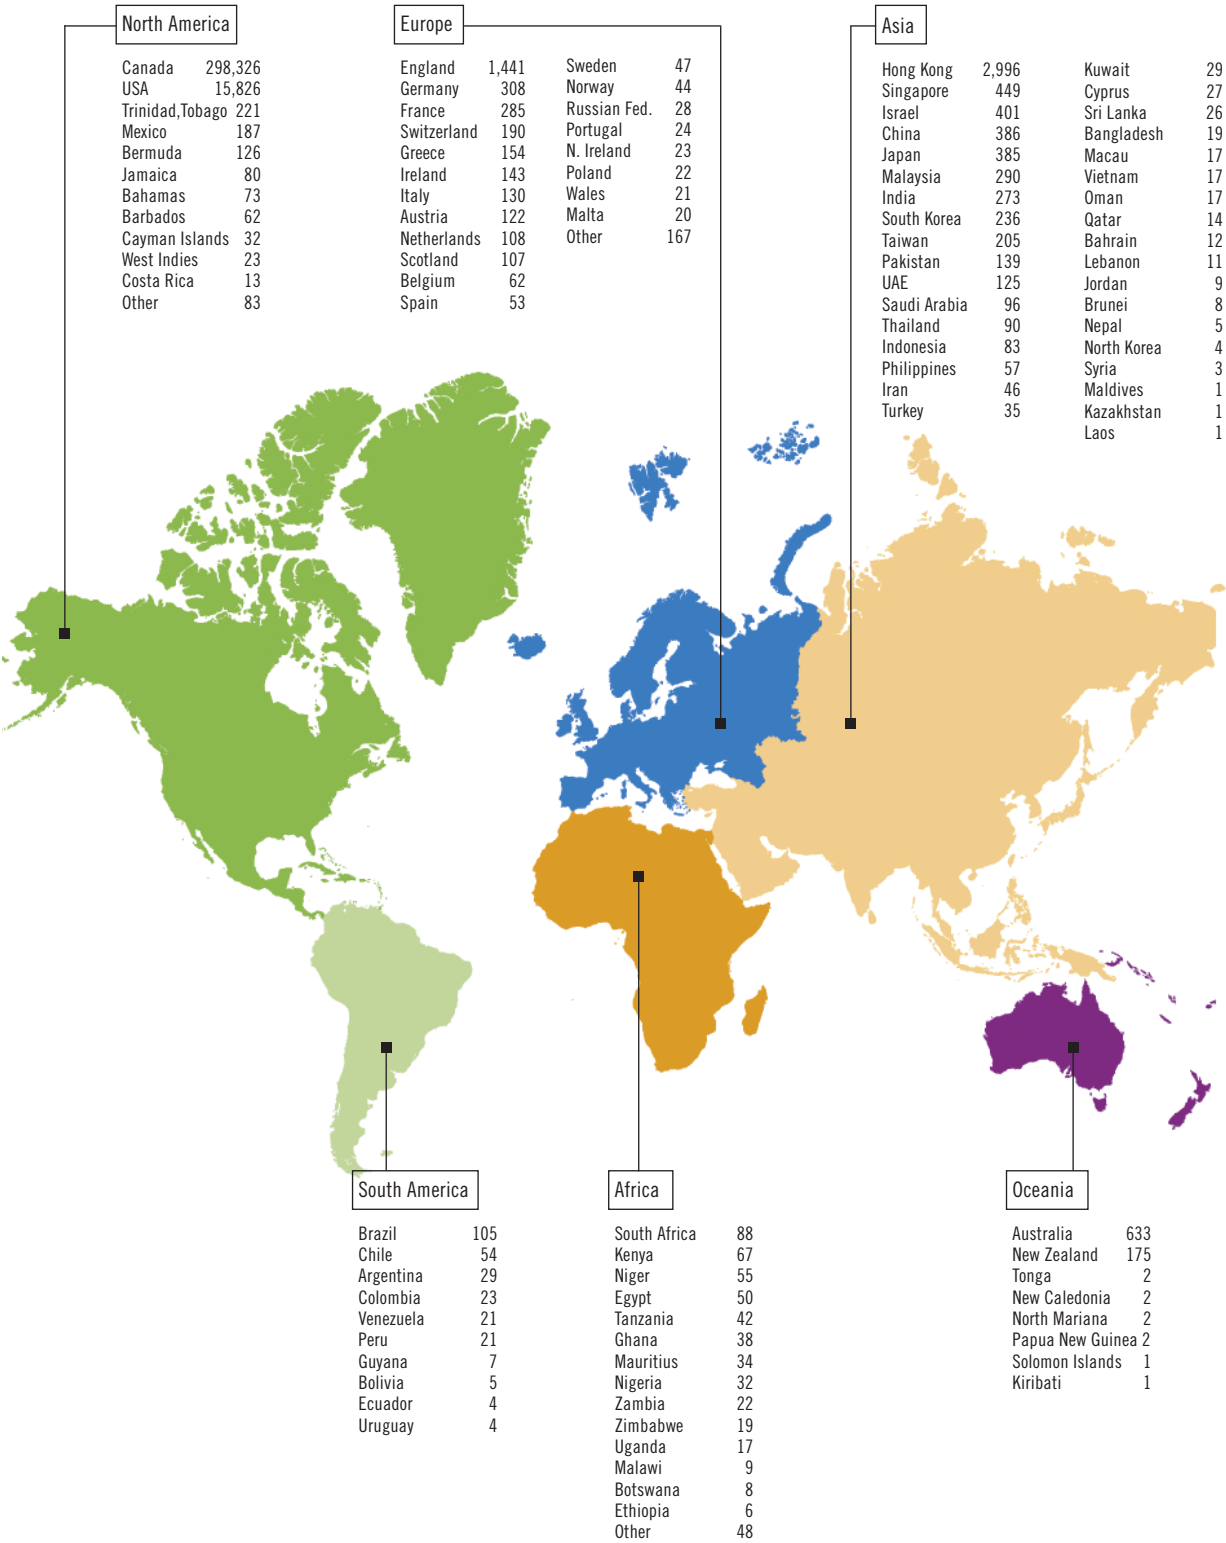 North America
Canada 298,326
USA 15,826
Trinidad,Tobago 221
Mexico 187
Bermuda 126
Jamaica 80
Bahamas 73
Barbados 62
Cayman Islands 32
West Indies 23
Costa Rica 13
Other 83
Europe
England 1,441
Germany 308
France 285
Switzerland 190
Greece 154
Ireland 143
Italy 130
Austria 122
Netherlands 108
Scotland 107
Belgium 62
Spain 53
Sweden 47
Norway 44
Russian Fed. 28
Portugal 24
N. Ireland 23
Poland 22
Wales 21
Malta 20
Other 167
Asia
Hong Kong 2,996
Singapore 449
Israel 401
China 386
Japan 385
Malaysia 290
India 273
South Korea 236
Taiwan 205
Pakistan 139
UAE 125
Saudi Arabia 96
Thailand 90
Indonesia 83
Philippines 57
Iran 46
Turkey 35
Kuwait 29
Cyprus 27
Sri Lanka 26
Bangladesh 19
Macau 17
Vietnam 17
Oman 17
Qatar 14
Bahrain 12
Lebanon 11
Jordan 9
Brunei 8
Nepal 5
North Korea 4
Syria 3
Maldives 1
Kazakhstan 1
Laos 1
South America
Brazil 105
Chile 54
Argentina 29
Colombia 23
Venezuela 21
Peru 21
Guyana 7
Bolivia 5
Ecuador 4
Uruguay 4
Africa
South Africa 88
Kenya 67
Niger 55
Egypt 50
Tanzania 42
Ghana 38
Mauritius 34
Nigeria 32
Zambia 22
Zimbabwe 19
Uganda 17
Malawi 9
Botswana 8
Ethiopia 6
Other 48
Oceania
Australia 633
New Zealand 175
Tonga 2
New Caledonia 2
North Mariana 2
Papua New Guinea 2
Solomon Islands 1
Kiribati 1